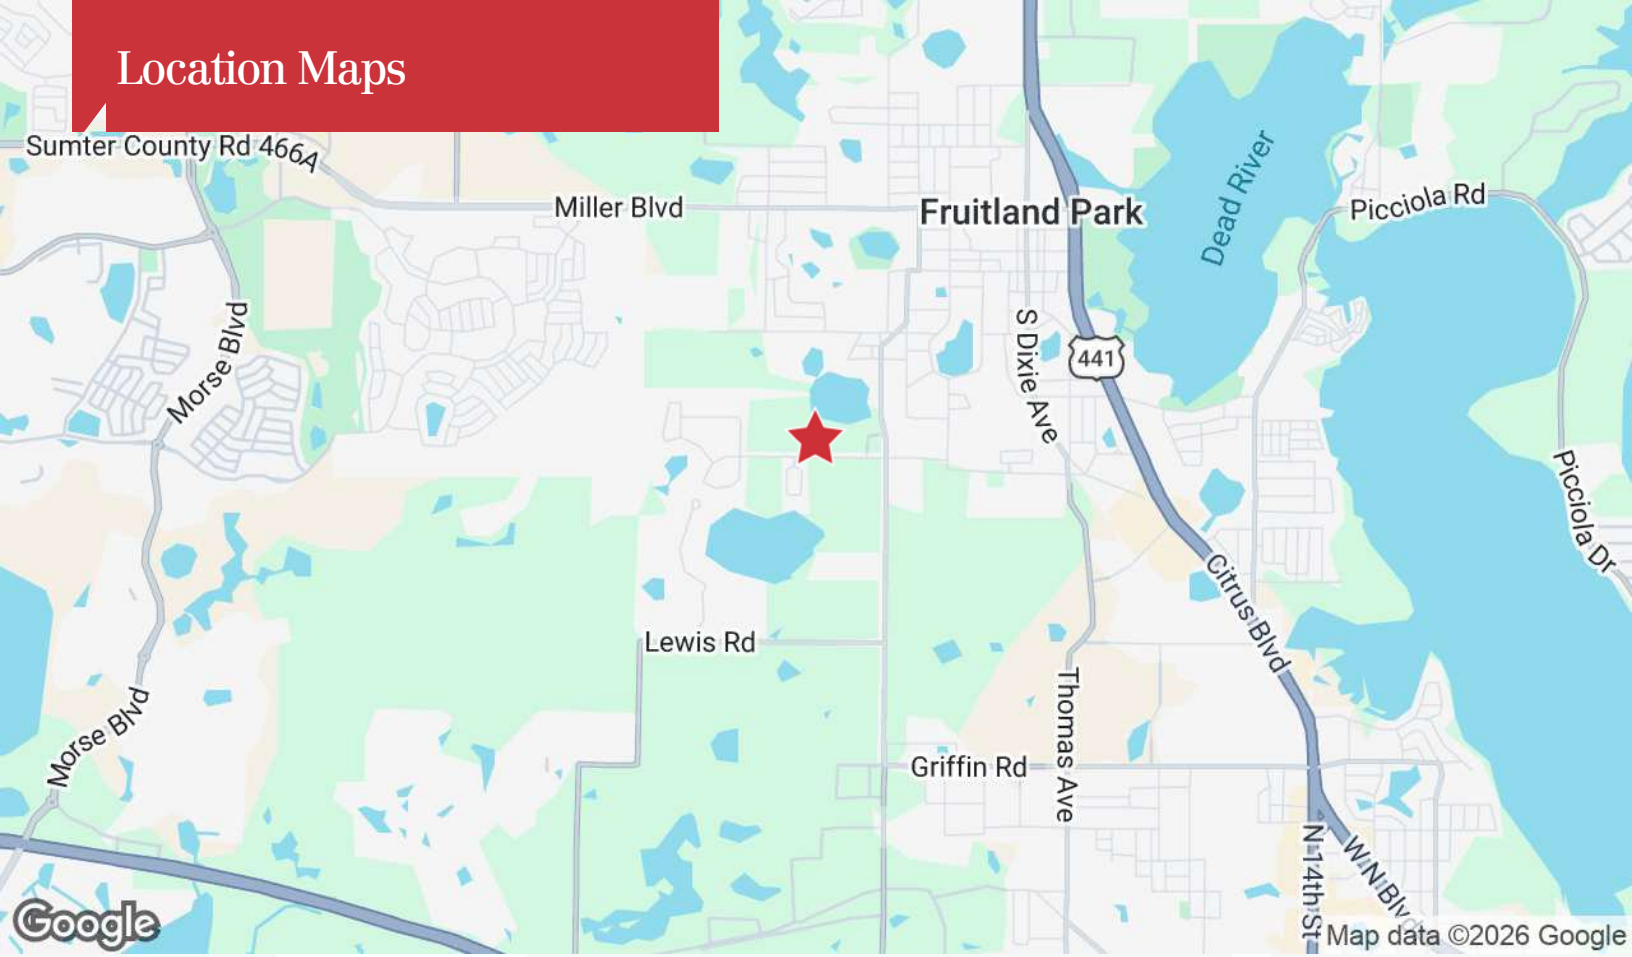 Location Maps
Sumter County Rd 466A
Miller Blvd
Fruitland Park
Dead River
Picciola Rd
Morse Blvd
S Dixie Ave
441
Picciola Dr
Citrus Blvd
Lewis Rd
Morse Blvd
Thomas Ave
Griffin Rd
N 14th St
W N Blvd
Google
Map data ©2026 Google